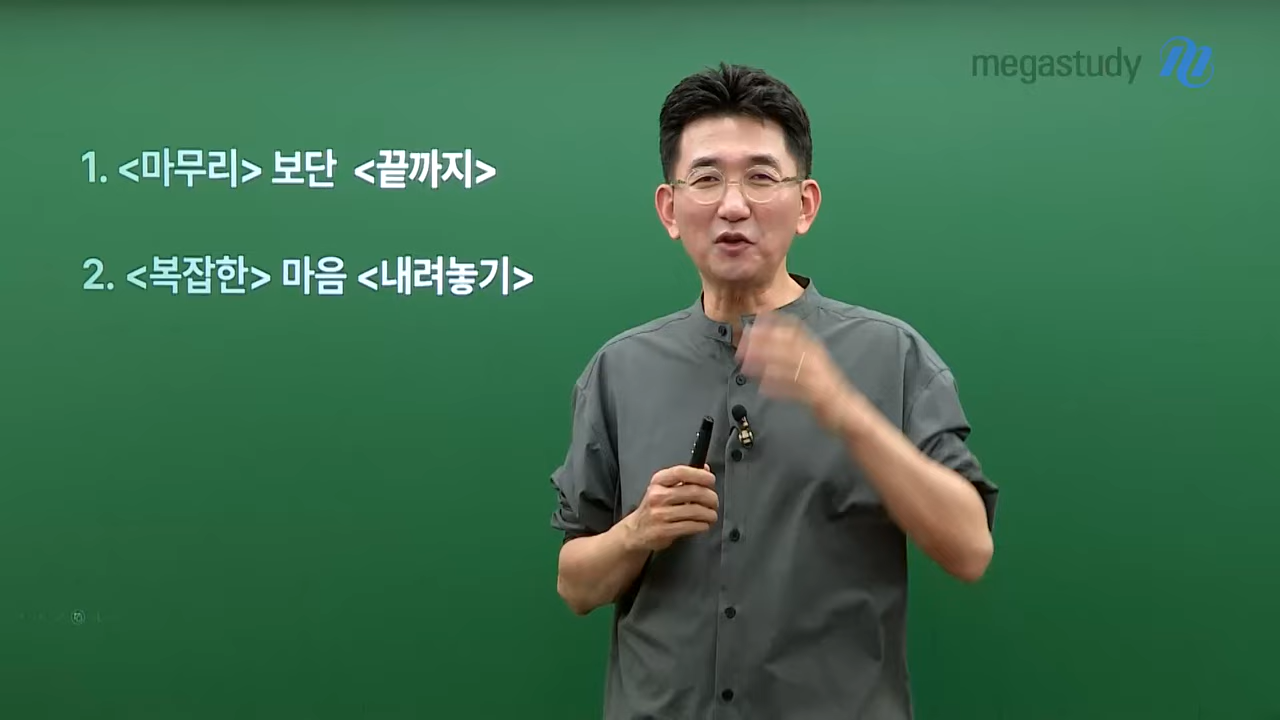 megastudy
1. <마무리> 보단 <끝까지>
2. <복잡한> 마음 <내려놓기>